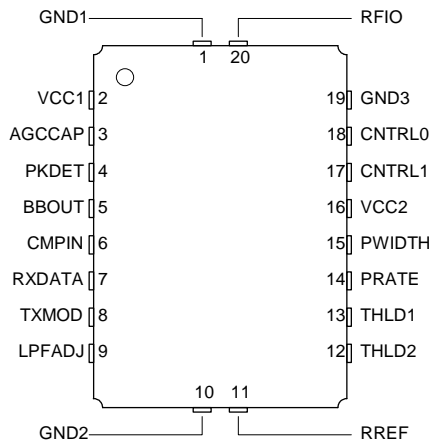 GND1 RFIO
1 20
VCC1 2 19 GND3
AGCCAP 3 18 CNTRL0
PKDET 4 17 CNTRL1
BBOUT 5 16 VCC2
CMPIN 6 15 PWIDTH
RXDATA 7 14 PRATE
TXMOD 8 13 THLD1
LPFADJ 9 12 THLD2
10 11
GND2 RREF